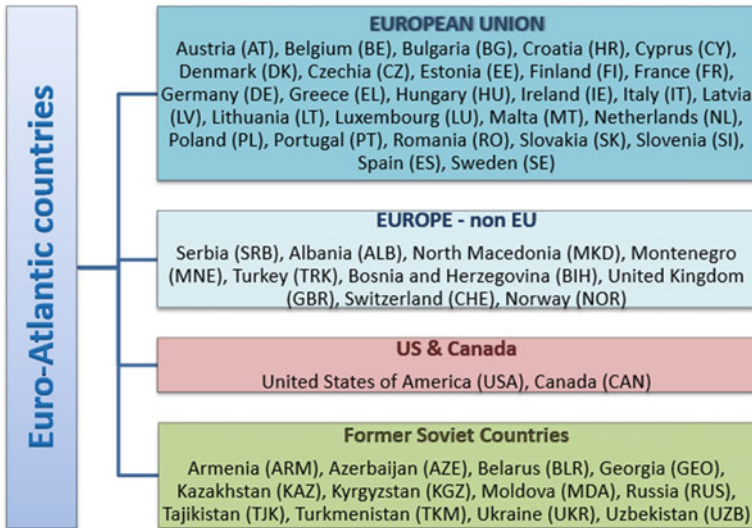 Euro-Atlantic countries
EUROPEAN UNION
Austria (AT), Belgium (BE), Bulgaria (BG), Croatia (HR), Cyprus (CY),
Denmark (DK), Czechia (CZ), Estonia (EE), Finland (FI), France (FR),
Germany (DE), Greece (EL), Hungary (HU), Ireland (IE), Italy (IT), Latvia
(LV), Lithuania (LT), Luxembourg (LU), Malta (MT), Netherlands (NL),
Poland (PL), Portugal (PT), Romania (RO), Slovakia (SK), Slovenia (SI),
Spain (ES), Sweden (SE)
EUROPE - non EU
Serbia (SRB), Albania (ALB), North Macedonia (MKD), Montenegro
(MNE), Turkey (TRK), Bosnia and Herzegovina (BIH), United Kingdom
(GBR), Switzerland (CHE), Norway (NOR)
US & Canada
United States of America (USA), Canada (CAN)
Former Soviet Countries
Armenia (ARM), Azerbaijan (AZE), Belarus (BLR), Georgia (GEO),
Kazakhstan (KAZ), Kyrgyzstan (KGZ), Moldova (MDA), Russia (RUS),
Tajikistan (TJK), Turkmenistan (TKM), Ukraine (UKR), Uzbekistan (UZB)